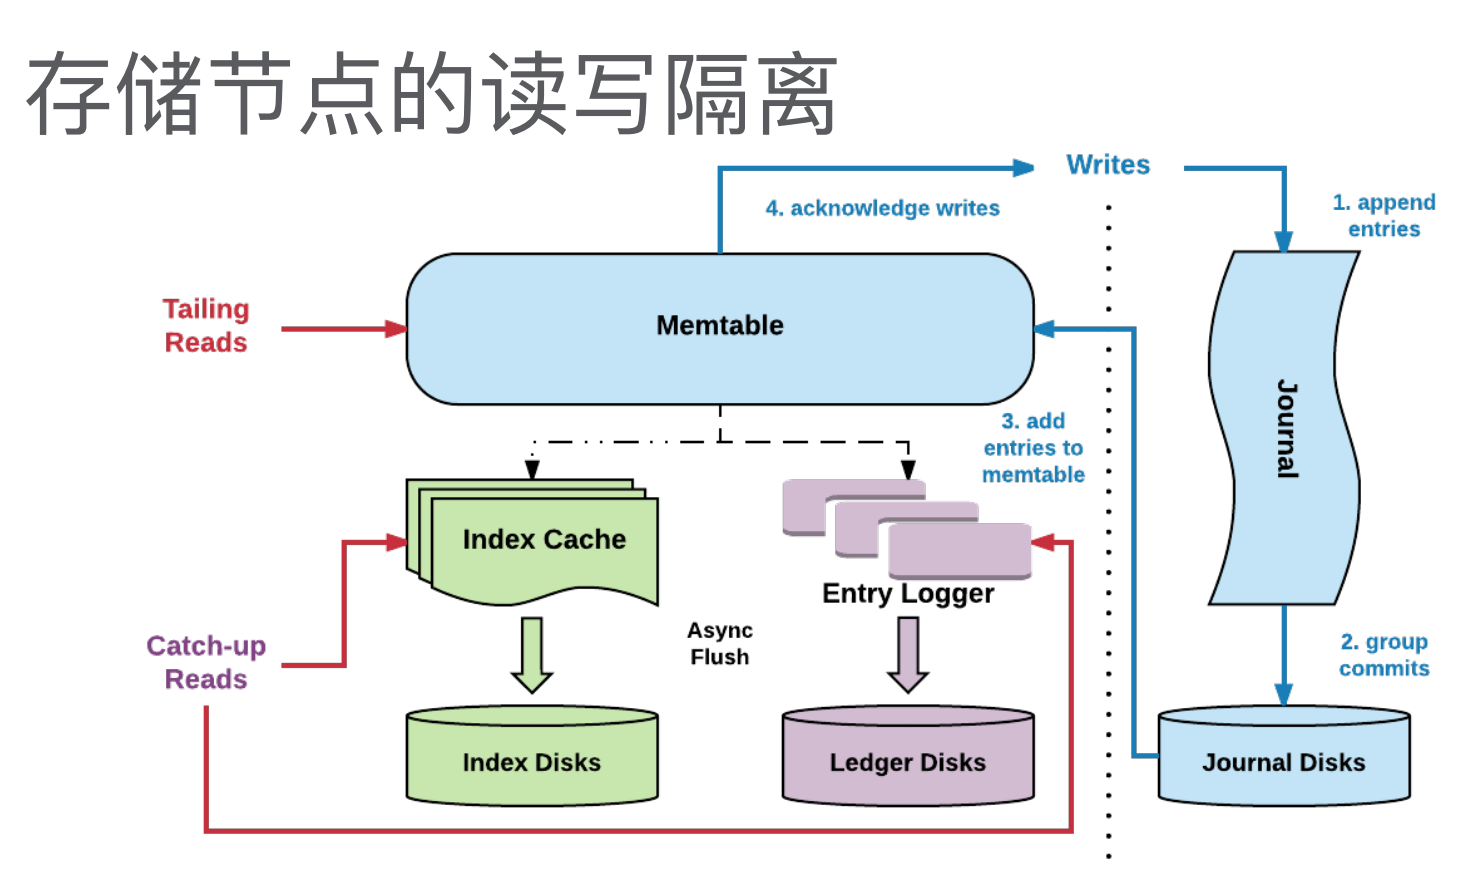 存储节点的读写隔离
Writes
4. acknowledge writes
1. append
entries
Tailing
Reads
Memtable
Journal
3. add
entries to
memtable
Index Cache
Entry Logger
Async
Flush
Catch-up
Reads
2. group
commits
Index Disks
Ledger Disks
Journal Disks